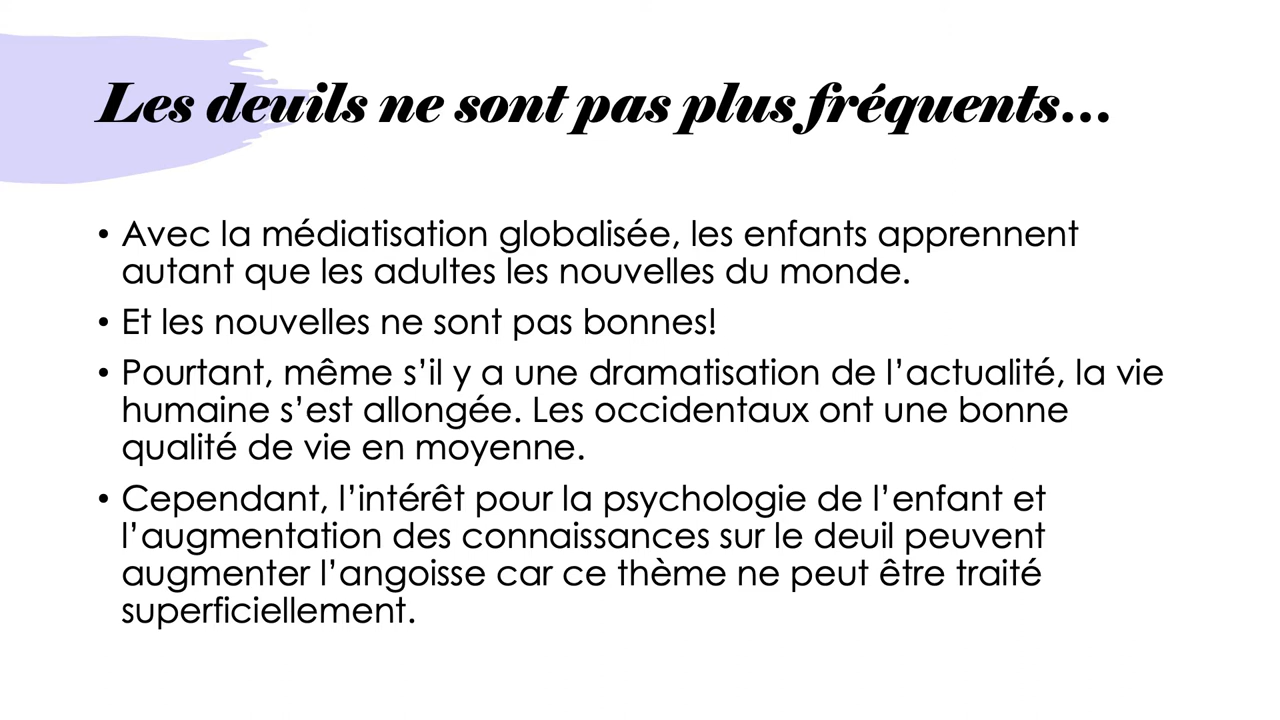 Les deuils ne sont pas plus fréquents...
• Avec la médiatisation globalisée, les enfants apprennent
autant que les adultes les nouvelles du monde.
• Et les nouvelles ne sont pas bonnes!
• Pourtant, même s’il y a une dramatisation de l’actualité, la vie
humaine s’est allongée. Les occidentaux ont une bonne
qualité de vie en moyenne.
• Cependant, l’intérêt pour la psychologie de l’enfant et
l’augmentation des connaissances sur le deuil peuvent
augmenter l’angoisse car ce thème ne peut être traité
superficiellement.